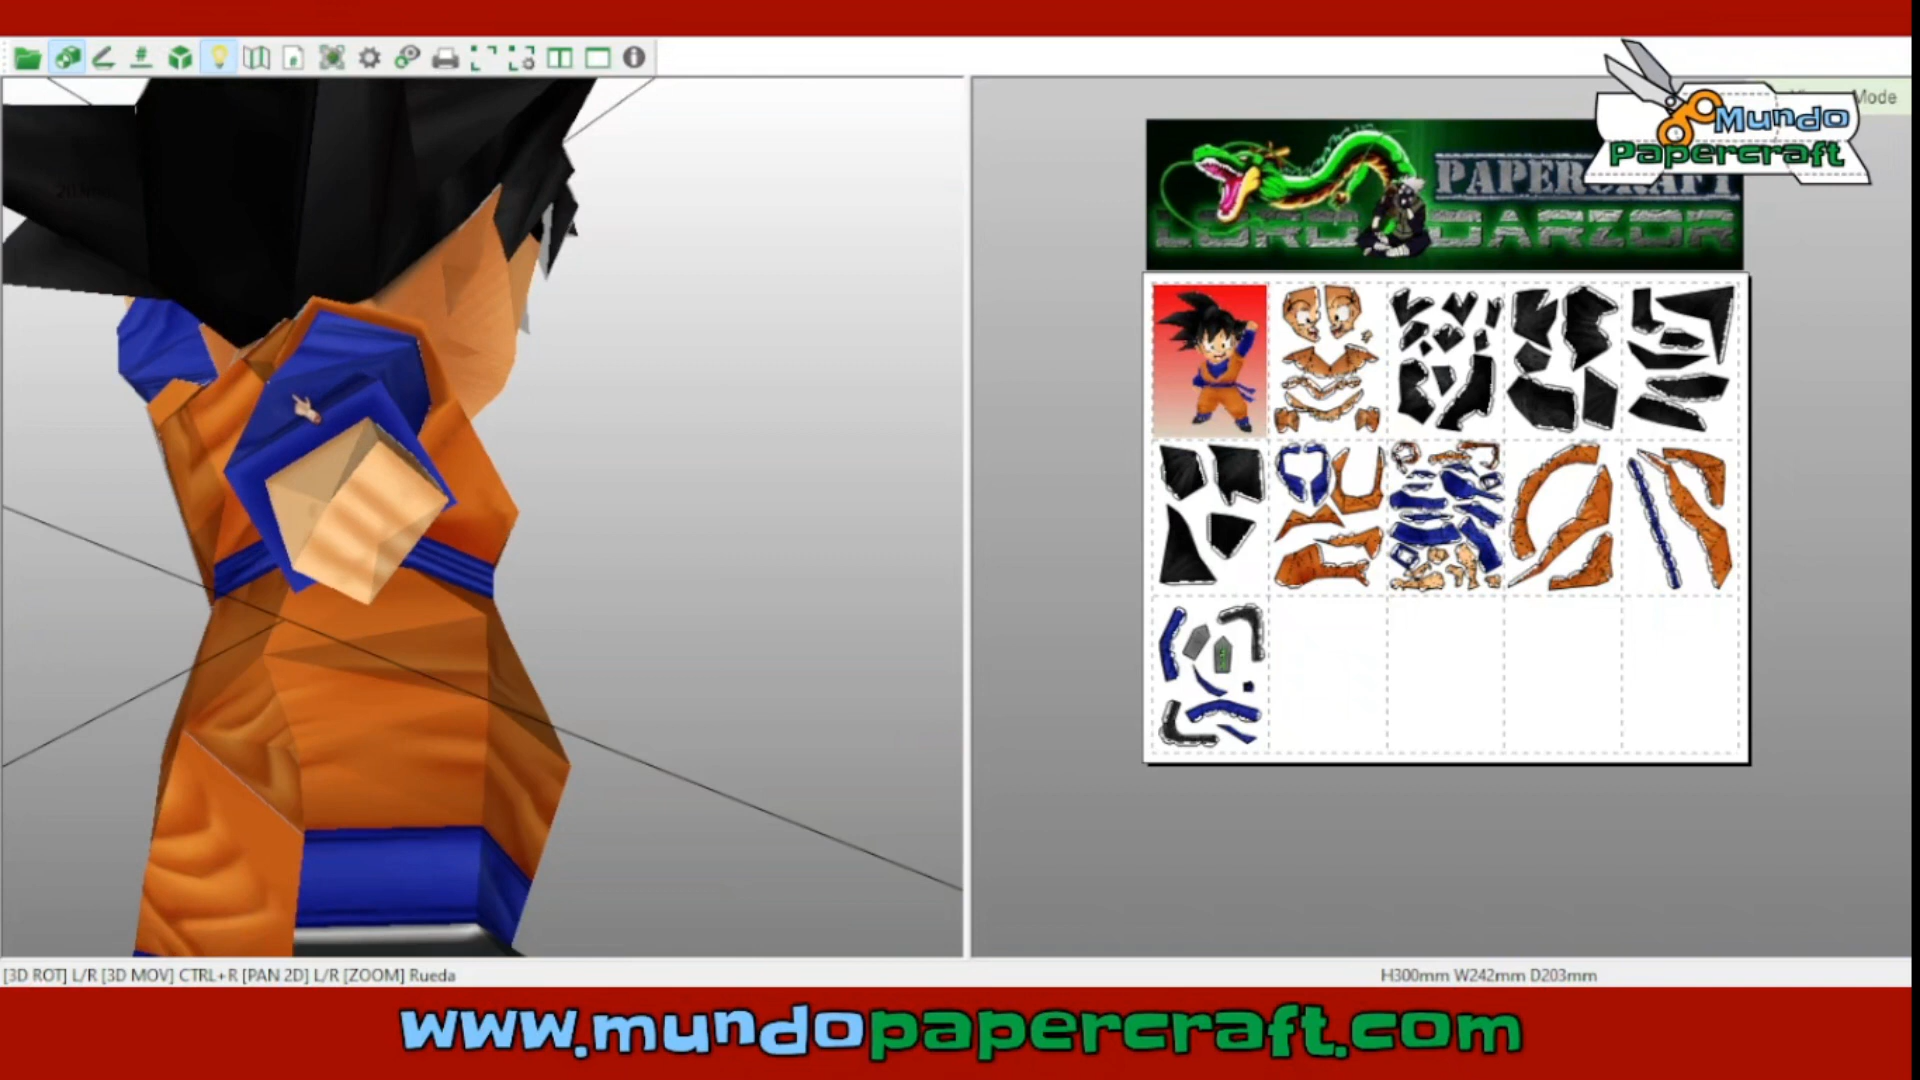 Mode
Mundo
Papercraft
PAPERCRAFT
LORD DARZOR
[3D ROT] L/R [3D MOV] CTRL+R [PAN 2D] L/R [ZOOM] Rueda
H300mm W242mm D203mm
www.mundopapercraft.com